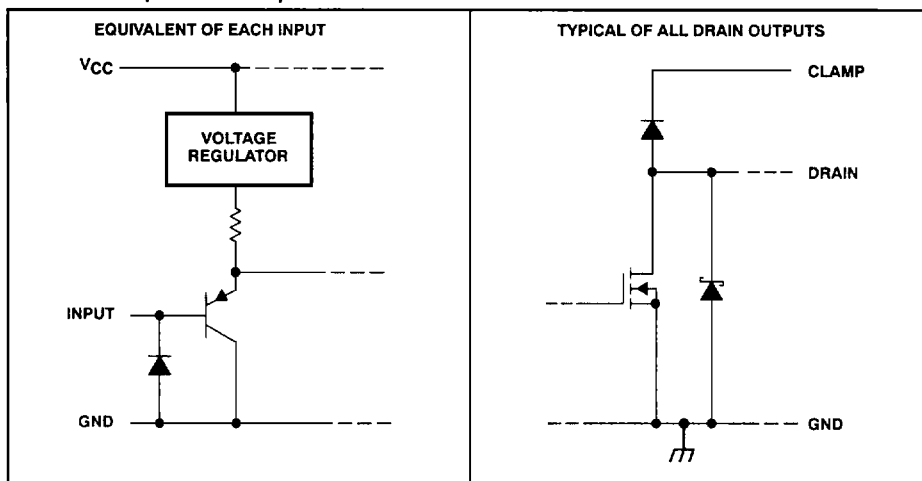 EQUIVALENT OF EACH INPUT
VCC
VOLTAGE
REGULATOR
INPUT
GND
TYPICAL OF ALL DRAIN OUTPUTS
CLAMP
DRAIN
GND